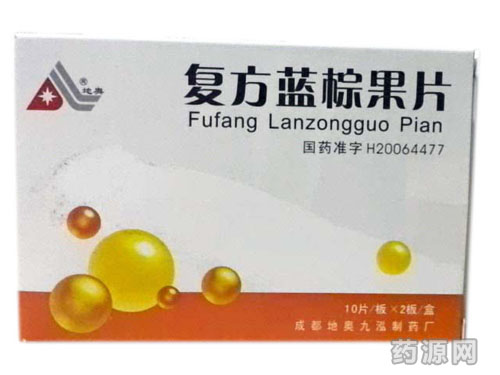 地奥®
复方蓝棕果片
Fufang Lanzongguo Pian
国药准字H20064477
10片/板×2板/盒
成都地奥九泓制药厂
药源网